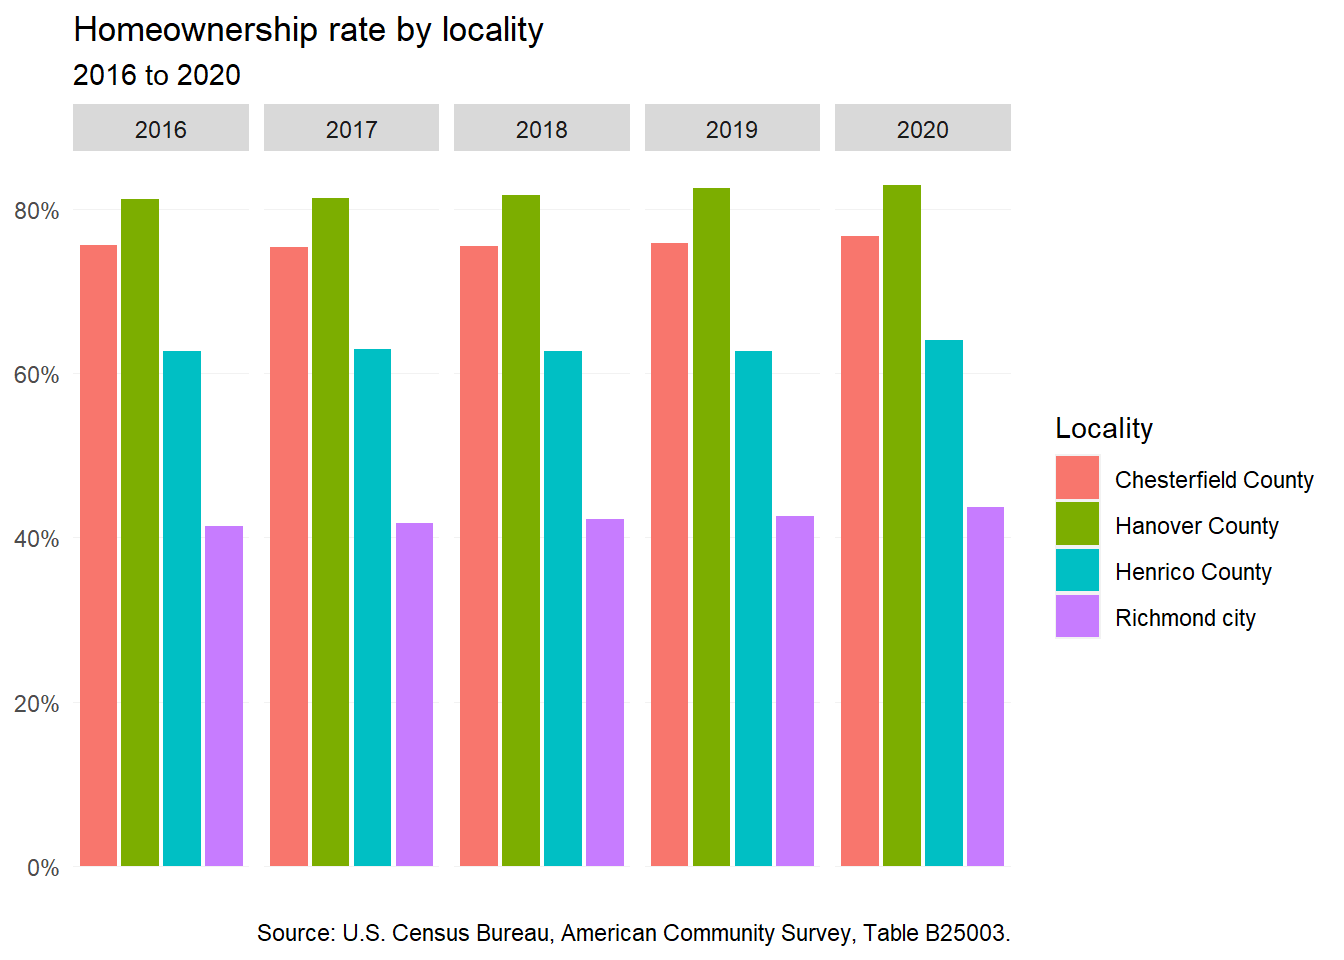 Homeownership rate by locality
2016 to 2020
2016 2017 2018 2019 2020
80%
60%
40%
20%
0%
Locality
Chesterfield County
Hanover County
Henrico County
Richmond city
Source: U.S. Census Bureau, American Community Survey, Table B25003.